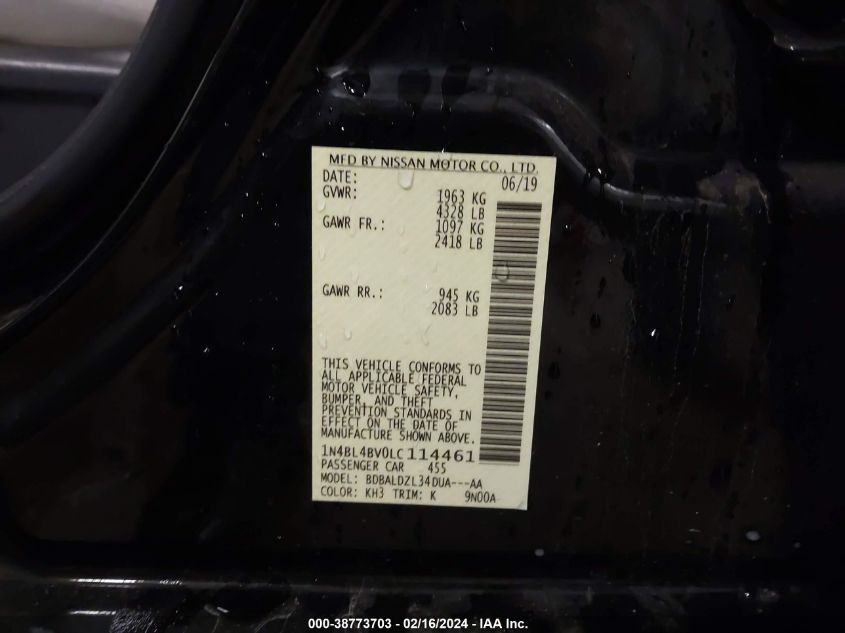 MFD BY NISSAN MOTOR CO., LTD.
DATE: 06/19
GVWR: 1963 KG
4328 LB
GAWR FR.: 1097 KG
2418 LB
GAWR RR.: 945 KG
2083 LB
THIS VEHICLE CONFORMS TO
ALL APPLICABLE FEDERAL
MOTOR VEHICLE SAFETY,
BUMPER, AND THEFT
PREVENTION STANDARDS IN
EFFECT ON THE DATE OF
MANUFACTURE SHOWN ABOVE.
1N4BL4BV0LC114461
PASSENGER CAR 455
MODEL: BDBALDZL34DUA---AA
COLOR: KH3 TRIM: K 9N00A
000-38773703 - 02/16/2024 - IAA Inc.